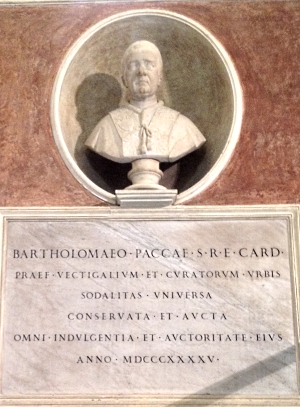 BARTHOLOMAEO · PACCAE · S · R · E · CARD ·
PRAEF · VECTIGALIVM · ET · CVRATORVM · VRBIS
SODALITAS · VNIVERSA
CONSERVATA · ET · AVCTA
OMNI · INDVLGENTIA · ET · AVCTORITATE · EIVS
ANNO · MDCCCXXXXV ·